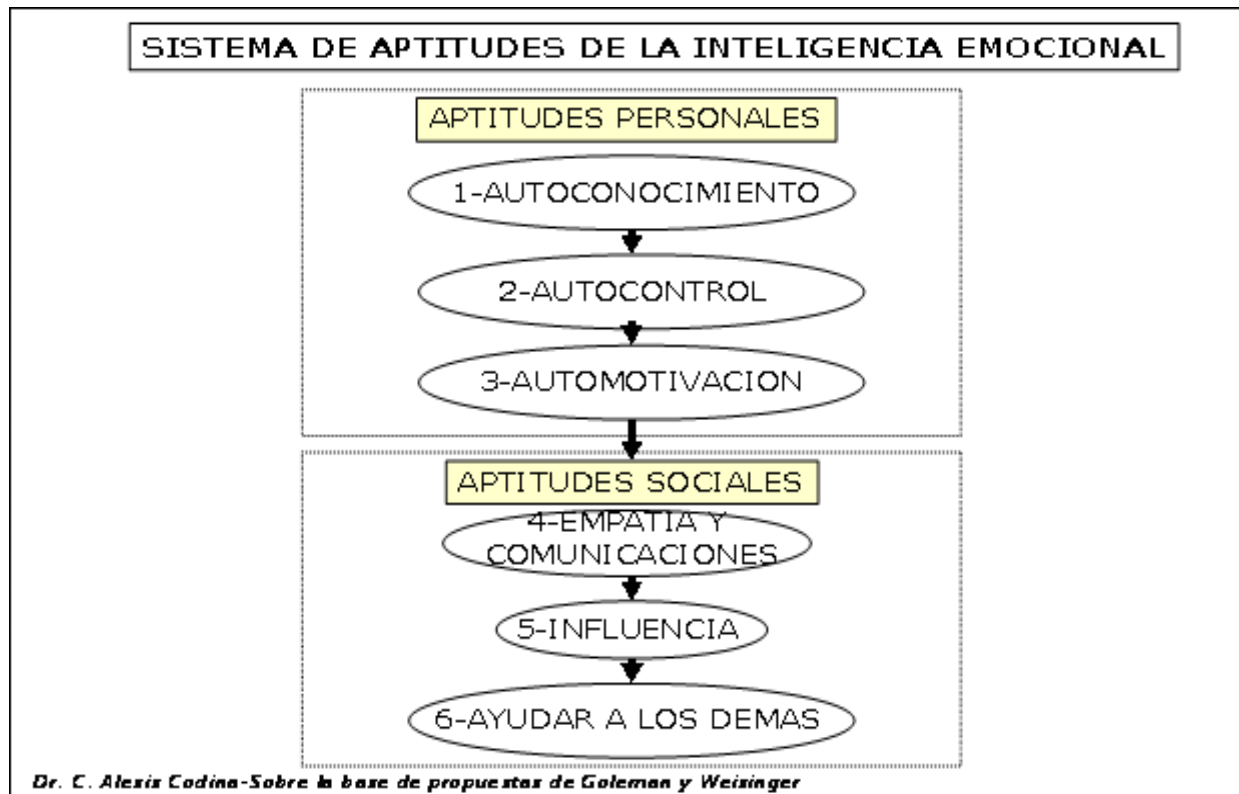 SISTEMA DE APTITUDES DE LA INTELIGENCIA EMOCIONAL
APTITUDES PERSONALES
1-AUTOCONOCIMIENTO
2-AUTOCONTROL
3-AUTOMOTIVACION
APTITUDES SOCIALES
4-EMPATIA Y
COMUNICACIONES
5-INFLUENCIA
6-AYUDAR A LOS DEMAS
Dr. C. Alexis Codina-Sobre la base de propuestas de Goleman y Weisinger